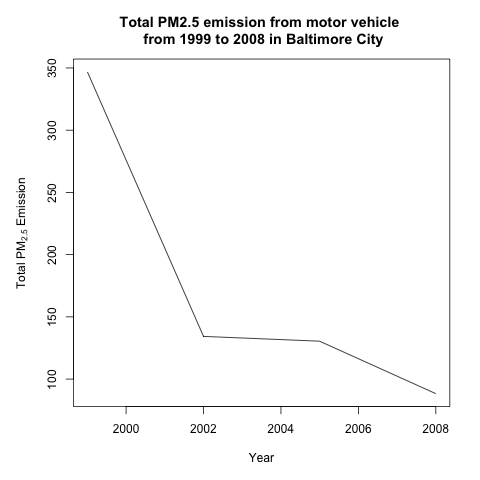 Total PM2.5 emission from motor vehicle
from 1999 to 2008 in Baltimore City
Total PM2.5 Emission
350
300
250
200
150
100
2000 2002 2004 2006 2008
Year